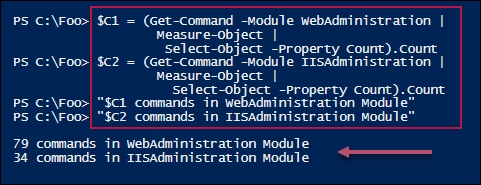 PS C:\Foo> $C1 = (Get-Command -Module WebAdministration |
Measure-Object |
Select-Object -Property Count).Count
PS C:\Foo> $C2 = (Get-Command -Module IISAdministration |
Measure-Object |
Select-Object -Property Count).Count
PS C:\Foo> "$C1 commands in WebAdministration Module"
PS C:\Foo> "$C2 commands in IISAdministration Module"
79 commands in WebAdministration Module
34 commands in IISAdministration Module